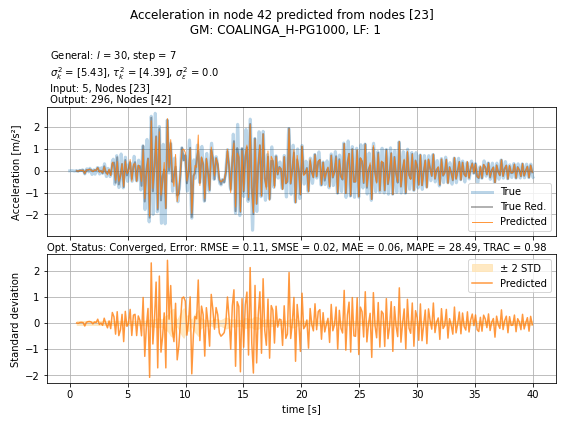 Acceleration in node 42 predicted from nodes [23]
GM: COALINGA_H-PG1000, LF: 1
General: l = 30, step = 7
σ²ₖ = [5.43], τ²ₖ = [4.39], σ²ε = 0.0
Input: 5, Nodes [23]
Output: 296, Nodes [42]
Acceleration [m/s²]
2
1
0
−1
−2
True
True Red.
Predicted
Opt. Status: Converged, Error: RMSE = 0.11, SMSE = 0.02, MAE = 0.06, MAPE = 28.49, TRAC = 0.98
Standard deviation
2
1
0
−1
−2
± 2 STD
Predicted
0 5 10 15 20 25 30 35 40
time [s]